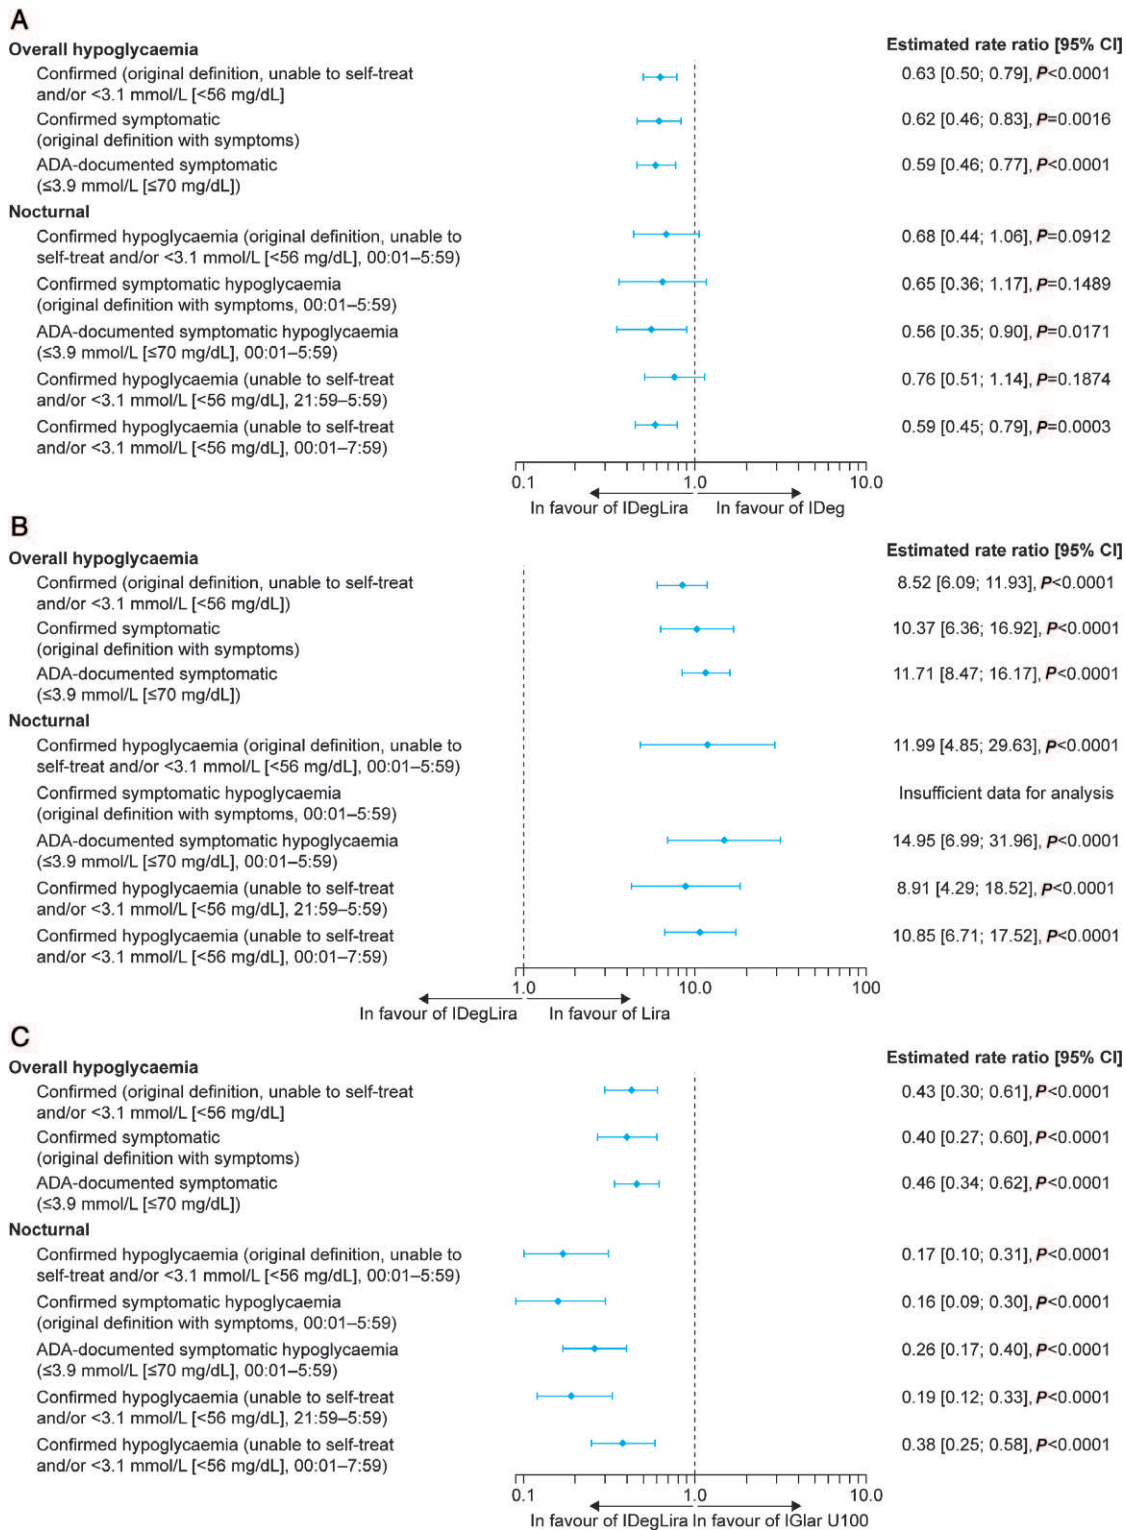 A
Overall hypoglycaemia
Estimated rate ratio [95% CI]
Confirmed (original definition, unable to self-treat
and/or <3.1 mmol/L [<56 mg/dL]
0.63 [0.50; 0.79], P<0.0001
Confirmed symptomatic
(original definition with symptoms)
0.62 [0.46; 0.83], P=0.0016
ADA-documented symptomatic
(≤3.9 mmol/L [≤70 mg/dL])
0.59 [0.46; 0.77], P<0.0001
Nocturnal
Confirmed hypoglycaemia (original definition, unable to
self-treat and/or <3.1 mmol/L [<56 mg/dL], 00:01–5:59)
0.68 [0.44; 1.06], P=0.0912
Confirmed symptomatic hypoglycaemia
(original definition with symptoms, 00:01–5:59)
0.65 [0.36; 1.17], P=0.1489
ADA-documented symptomatic hypoglycaemia
(≤3.9 mmol/L [≤70 mg/dL], 00:01–5:59)
0.56 [0.35; 0.90], P=0.0171
Confirmed hypoglycaemia (unable to self-treat
and/or <3.1 mmol/L [<56 mg/dL], 21:59–5:59)
0.76 [0.51; 1.14], P=0.1874
Confirmed hypoglycaemia (unable to self-treat
and/or <3.1 mmol/L [<56 mg/dL], 00:01–7:59)
0.59 [0.45; 0.79], P=0.0003
0.1 1.0 10.0
In favour of IDegLira In favour of IDeg
B
Overall hypoglycaemia
Estimated rate ratio [95% CI]
Confirmed (original definition, unable to self-treat
and/or <3.1 mmol/L [<56 mg/dL])
8.52 [6.09; 11.93], P<0.0001
Confirmed symptomatic
(original definition with symptoms)
10.37 [6.36; 16.92], P<0.0001
ADA-documented symptomatic
(≤3.9 mmol/L [≤70 mg/dL])
11.71 [8.47; 16.17], P<0.0001
Nocturnal
Confirmed hypoglycaemia (original definition, unable to
self-treat and/or <3.1 mmol/L [<56 mg/dL], 00:01–5:59)
11.99 [4.85; 29.63], P<0.0001
Confirmed symptomatic hypoglycaemia
(original definition with symptoms, 00:01–5:59)
Insufficient data for analysis
ADA-documented symptomatic hypoglycaemia
(≤3.9 mmol/L [≤70 mg/dL], 00:01–5:59)
14.95 [6.99; 31.96], P<0.0001
Confirmed hypoglycaemia (unable to self-treat
and/or <3.1 mmol/L [<56 mg/dL], 21:59–5:59)
8.91 [4.29; 18.52], P<0.0001
Confirmed hypoglycaemia (unable to self-treat
and/or <3.1 mmol/L [<56 mg/dL], 00:01–7:59)
10.85 [6.71; 17.52], P<0.0001
1.0 10.0 100
In favour of IDegLira In favour of Lira
C
Overall hypoglycaemia
Estimated rate ratio [95% CI]
Confirmed (original definition, unable to self-treat
and/or <3.1 mmol/L [<56 mg/dL]
0.43 [0.30; 0.61], P<0.0001
Confirmed symptomatic
(original definition with symptoms)
0.40 [0.27; 0.60], P<0.0001
ADA-documented symptomatic
(≤3.9 mmol/L [≤70 mg/dL])
0.46 [0.34; 0.62], P<0.0001
Nocturnal
Confirmed hypoglycaemia (original definition, unable to
self-treat and/or <3.1 mmol/L [<56 mg/dL], 00:01–5:59)
0.17 [0.10; 0.31], P<0.0001
Confirmed symptomatic hypoglycaemia
(original definition with symptoms, 00:01–5:59)
0.16 [0.09; 0.30], P<0.0001
ADA-documented symptomatic hypoglycaemia
(≤3.9 mmol/L [≤70 mg/dL], 00:01–5:59)
0.26 [0.17; 0.40], P<0.0001
Confirmed hypoglycaemia (unable to self-treat
and/or <3.1 mmol/L [<56 mg/dL], 21:59–5:59)
0.19 [0.12; 0.33], P<0.0001
Confirmed hypoglycaemia (unable to self-treat
and/or <3.1 mmol/L [<56 mg/dL], 00:01–7:59)
0.38 [0.25; 0.58], P<0.0001
0.1 1.0 10.0
In favour of IDegLira In favour of IGlar U100